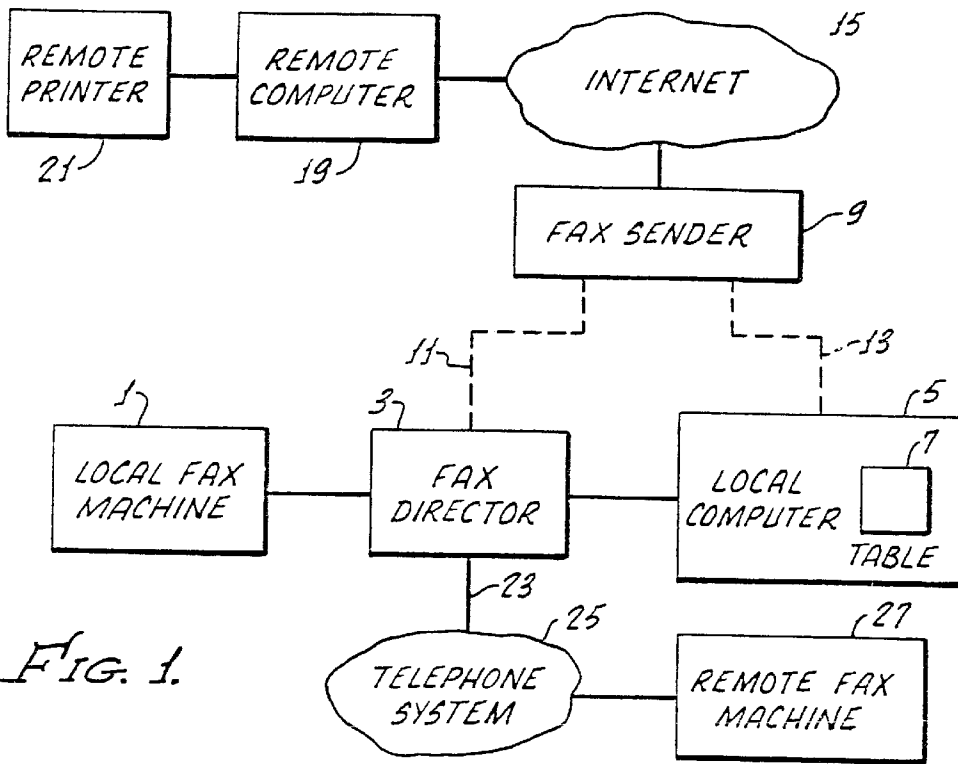 15
REMOTE
PRINTER
REMOTE
COMPUTER
INTERNET
21
19
FAX SENDER
9
11
13
1
3
5
LOCAL FAX
MACHINE
FAX
DIRECTOR
LOCAL
COMPUTER
7
TABLE
23
25
27
FIG. 1.
TELEPHONE
SYSTEM
REMOTE FAX
MACHINE